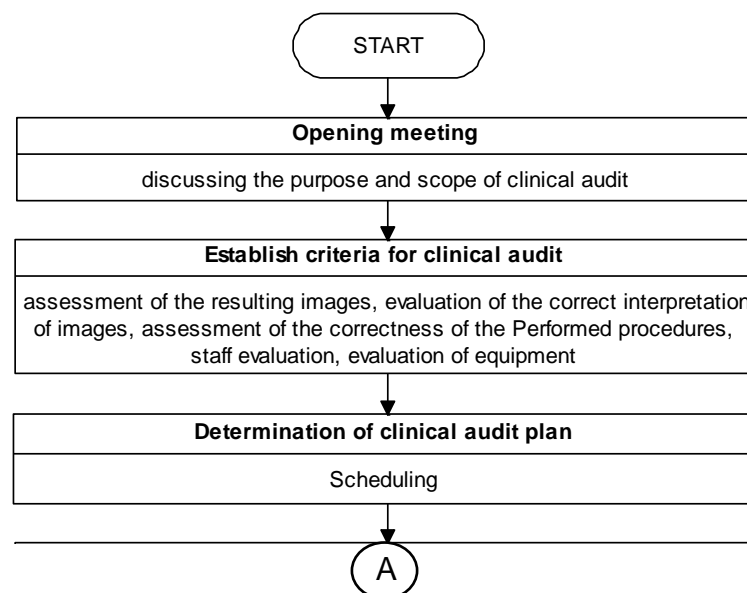 START
Opening meeting
discussing the purpose and scope of clinical audit
Establish criteria for clinical audit
assessment of the resulting images, evaluation of the correct interpretation
of images, assessment of the correctness of the Performed procedures,
staff evaluation, evaluation of equipment
Determination of clinical audit plan
Scheduling
A